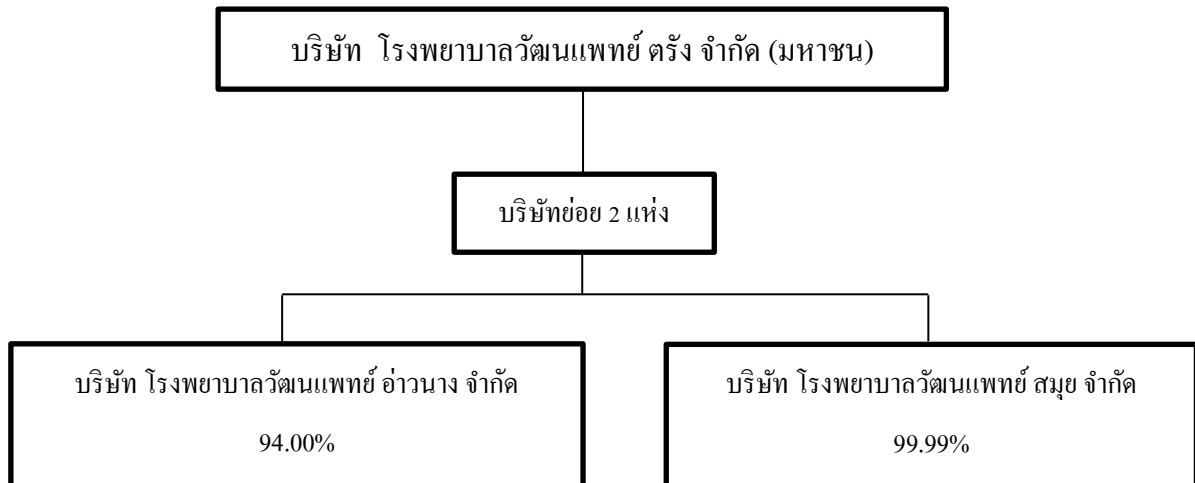 บริษัท โรงพยาบาลวัฒนแพทย์ ตรัง จำกัด (มหาชน)
บริษัทย่อย 2 แห่ง
บริษัท โรงพยาบาลวัฒนแพทย์ อ่าวนาง จำกัด
94.00%
บริษัท โรงพยาบาลวัฒนแพทย์ สมุย จำกัด
99.99%